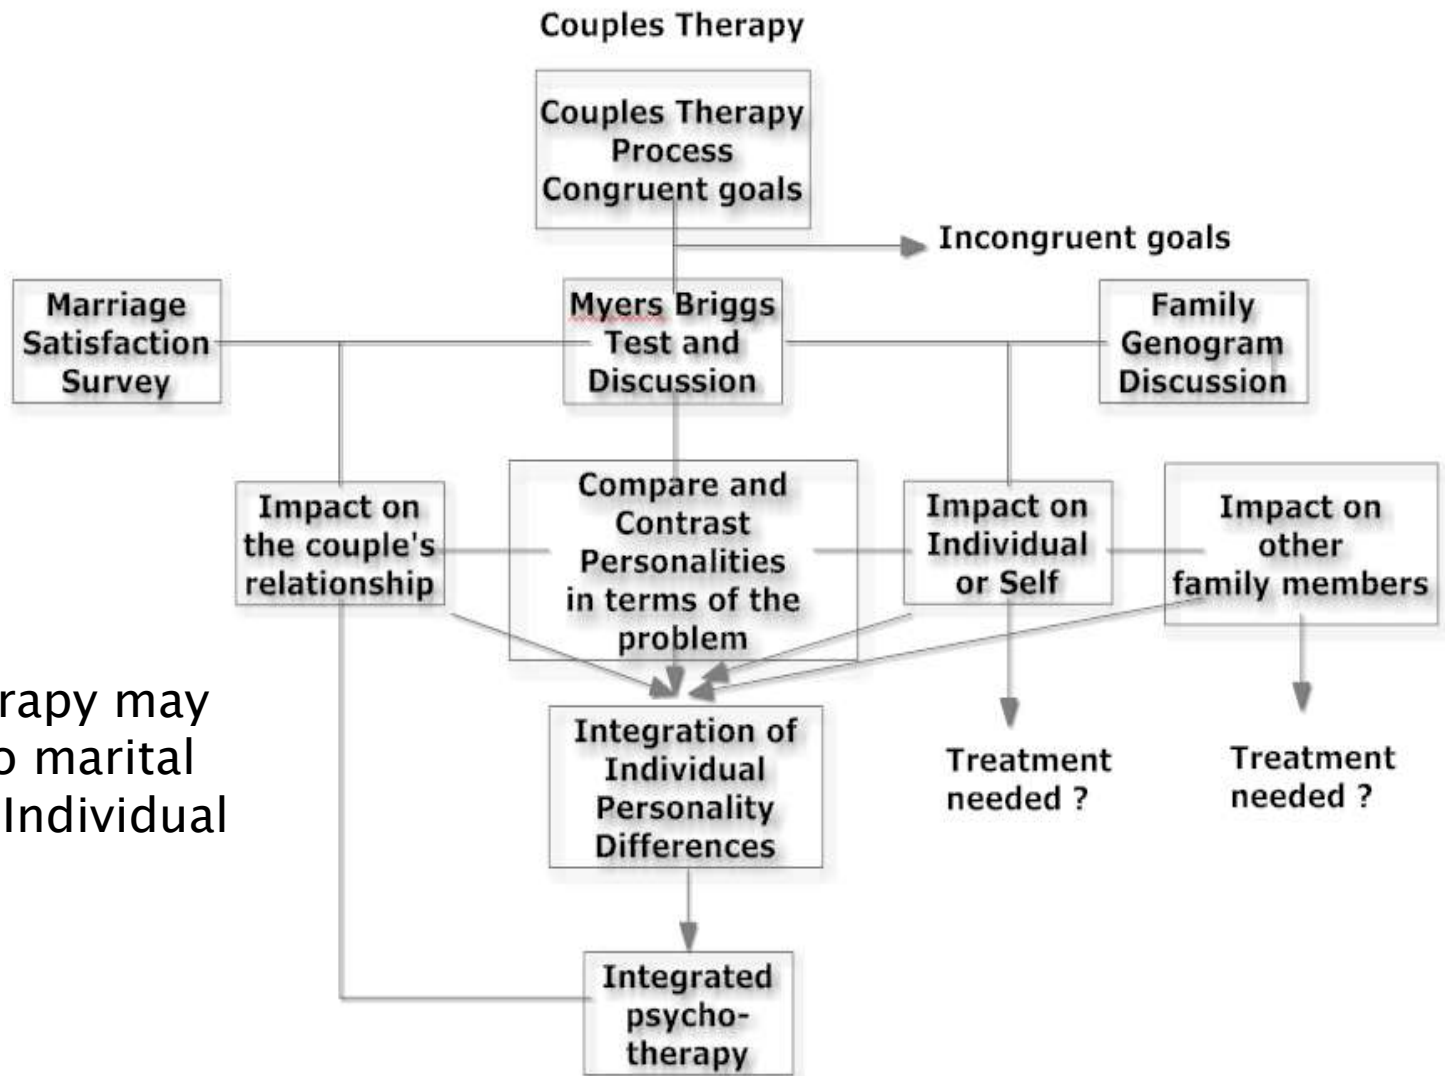 Couples Therapy
Couples Therapy
Process
Congruent goals
Incongruent goals
Marriage
Satisfaction
Survey
Myers Briggs
Test and
Discussion
Family
Genogram
Discussion
Impact on
the couple's
relationship
Compare and
Contrast
Personalities
in terms of the
problem
Impact on
Individual
or Self
Impact on
other
family members
marital
Individual
may
Integration of
Individual
Personality
Differences
Treatment
needed ?
Treatment
needed ?
Integrated
psycho-
therapy